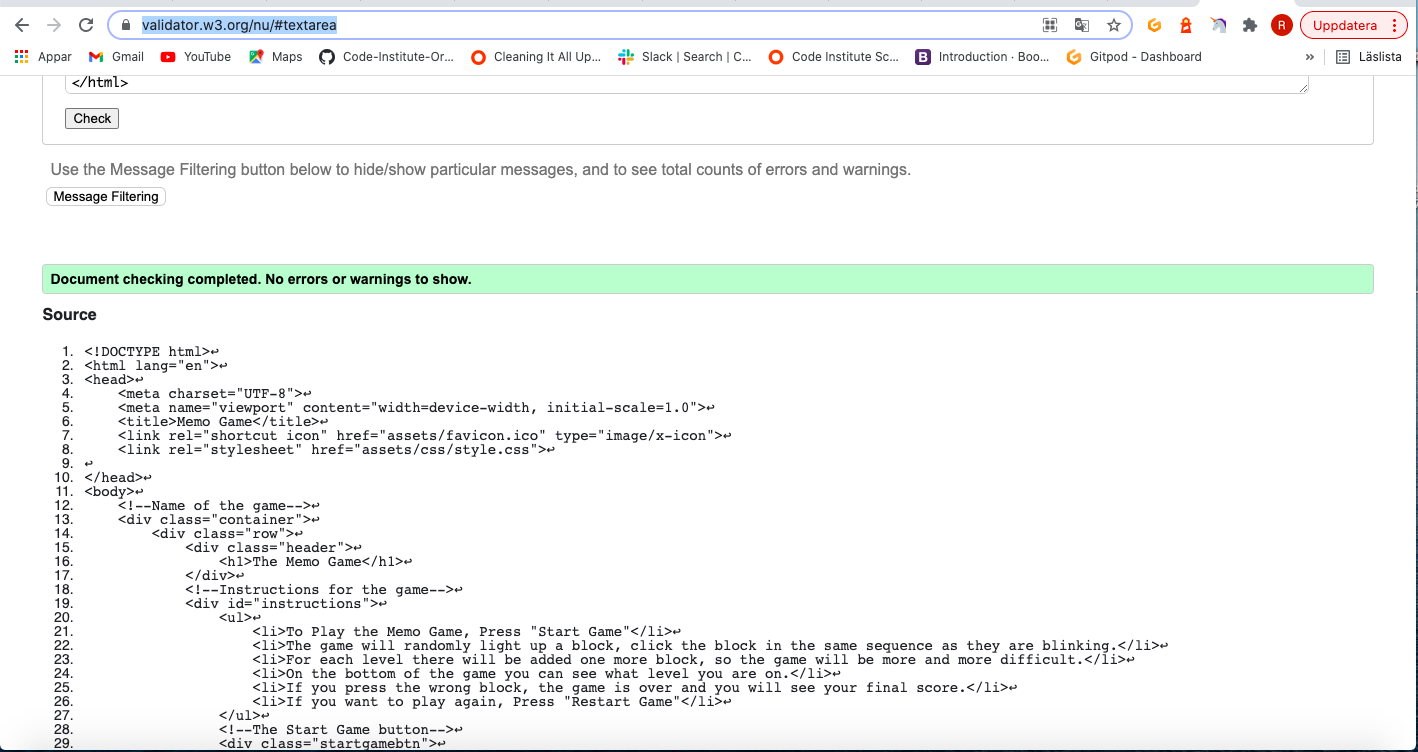 validator.w3.org/nu/#textarea
R
Uppdatera
Appar
Gmail
YouTube
Maps
Code-Institute-Or...
Cleaning It All Up...
Slack | Search | C...
Code Institute Sc...
B
Introduction · Boo...
Gitpod - Dashboard
»
Läslista
</html>
Check
Use the Message Filtering button below to hide/show particular messages, and to see total counts of errors and warnings.
Message Filtering
Document checking completed. No errors or warnings to show.
Source
1. <!DOCTYPE html>↩
2. <html lang="en">↩
3. <head>↩
4. <meta charset="UTF-8">↩
5. <meta name="viewport" content="width=device-width, initial-scale=1.0">↩
6. <title>Memo Game</title>↩
7. <link rel="shortcut icon" href="assets/favicon.ico" type="image/x-icon">↩
8. <link rel="stylesheet" href="assets/css/style.css">↩
9. ↩
10. </head>↩
11. <body>↩
12. <!--Name of the game-->↩
13. <div class="container">↩
14. <div class="row">↩
15. <div class="header">↩
16. <h1>The Memo Game</h1>↩
17. </div>↩
18. <!--Instructions for the game-->↩
19. <div id="instructions">↩
20. <ul>↩
21. <li>To Play the Memo Game, Press "Start Game"</li>↩
22. <li>The game will randomly light up a block, click the block in the same sequence as they are blinking.</li>↩
23. <li>For each level there will be added one more block, so the game will be more and more difficult.</li>↩
24. <li>On the bottom of the game you can see what level you are on.</li>↩
25. <li>If you press the wrong block, the game is over and you will see your final score.</li>↩
26. <li>If you want to play again, Press "Restart Game"</li>↩
27. </ul>↩
28. <!--The Start Game button-->↩
29. <div class="startgamebtn">↩